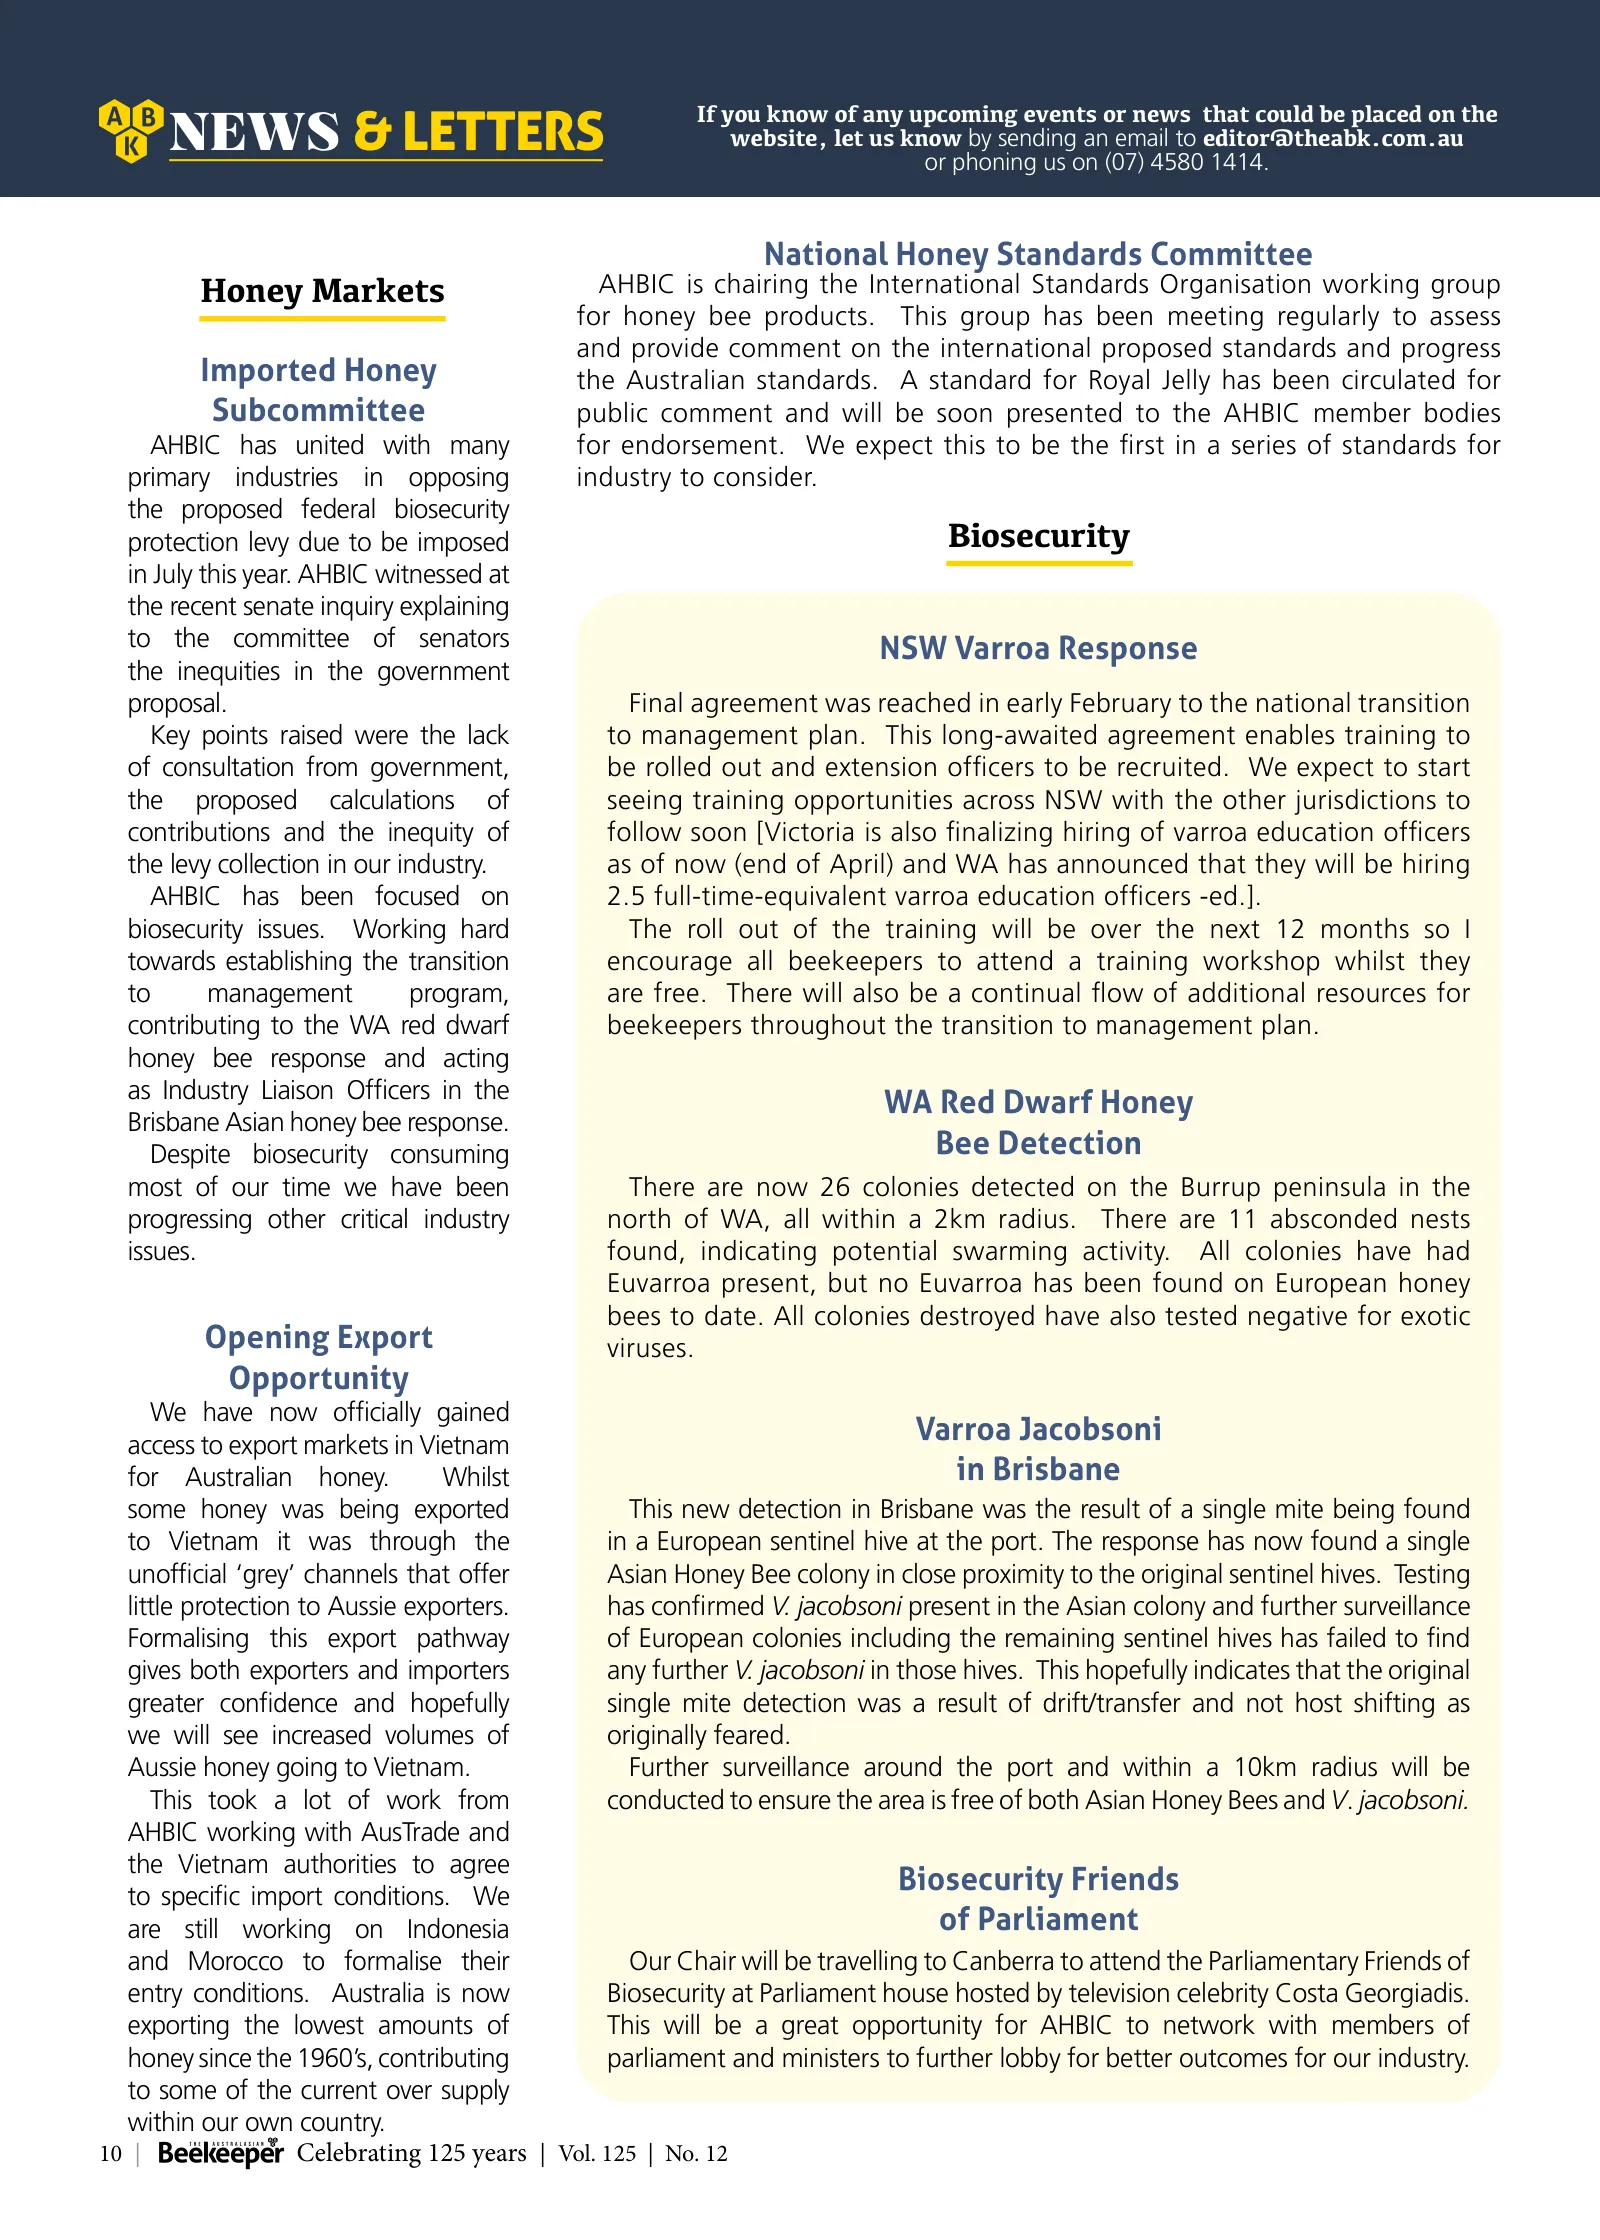 A B K NEWS & LETTERS
If you know of any upcoming events or news that could be placed on the
website, let us know by sending an email to editor@theabk.com.au
or phoning us on (07) 4580 1414.
Honey Markets
Imported Honey
Subcommittee
AHBIC has united with many
primary industries in opposing
the proposed federal biosecurity
protection levy due to be imposed
in July this year. AHBIC witnessed at
the recent senate inquiry explaining
to the committee of senators
the inequities in the government
proposal.
Key points raised were the lack
of consultation from government,
the proposed calculations of
contributions and the inequity of
the levy collection in our industry.
AHBIC has been focused on
biosecurity issues. Working hard
towards establishing the transition
to management program,
contributing to the WA red dwarf
honey bee response and acting
as Industry Liaison Officers in the
Brisbane Asian honey bee response.
Despite biosecurity consuming
most of our time we have been
progressing other critical industry
issues.
Opening Export
Opportunity
We have now officially gained
access to export markets in Vietnam
for Australian honey. Whilst
some honey was being exported
to Vietnam it was through the
unofficial ‘grey’ channels that offer
little protection to Aussie exporters.
Formalising this export pathway
gives both exporters and importers
greater confidence and hopefully
we will see increased volumes of
Aussie honey going to Vietnam.
This took a lot of work from
AHBIC working with AusTrade and
the Vietnam authorities to agree
to specific import conditions. We
are still working on Indonesia
and Morocco to formalise their
entry conditions. Australia is now
exporting the lowest amounts of
honey since the 1960’s, contributing
to some of the current over supply
within our own country.
National Honey Standards Committee
AHBIC is chairing the International Standards Organisation working group
for honey bee products. This group has been meeting regularly to assess
and provide comment on the international proposed standards and progress
the Australian standards. A standard for Royal Jelly has been circulated for
public comment and will be soon presented to the AHBIC member bodies
for endorsement. We expect this to be the first in a series of standards for
industry to consider.
Biosecurity
NSW Varroa Response
Final agreement was reached in early February to the national transition
to management plan. This long-awaited agreement enables training to
be rolled out and extension officers to be recruited. We expect to start
seeing training opportunities across NSW with the other jurisdictions to
follow soon [Victoria is also finalizing hiring of varroa education officers
as of now (end of April) and WA has announced that they will be hiring
2.5 full-time-equivalent varroa education officers -ed.].
The roll out of the training will be over the next 12 months so I
encourage all beekeepers to attend a training workshop whilst they
are free. There will also be a continual flow of additional resources for
beekeepers throughout the transition to management plan.
WA Red Dwarf Honey
Bee Detection
There are now 26 colonies detected on the Burrup peninsula in the
north of WA, all within a 2km radius. There are 11 absconded nests
found, indicating potential swarming activity. All colonies have had
Euvarroa present, but no Euvarroa has been found on European honey
bees to date. All colonies destroyed have also tested negative for exotic
viruses.
Varroa Jacobsoni
in Brisbane
This new detection in Brisbane was the result of a single mite being found
in a European sentinel hive at the port. The response has now found a single
Asian Honey Bee colony in close proximity to the original sentinel hives. Testing
has confirmed V. jacobsoni present in the Asian colony and further surveillance
of European colonies including the remaining sentinel hives has failed to find
any further V. jacobsoni in those hives. This hopefully indicates that the original
single mite detection was a result of drift/transfer and not host shifting as
originally feared.
Further surveillance around the port and within a 10km radius will be
conducted to ensure the area is free of both Asian Honey Bees and V. jacobsoni.
Biosecurity Friends
of Parliament
Our Chair will be travelling to Canberra to attend the Parliamentary Friends of
Biosecurity at Parliament house hosted by television celebrity Costa Georgiadis.
This will be a great opportunity for AHBIC to network with members of
parliament and ministers to further lobby for better outcomes for our industry.
10 | THE AUSTRALASIAN Beekeeper Celebrating 125 years | Vol. 125 | No. 12